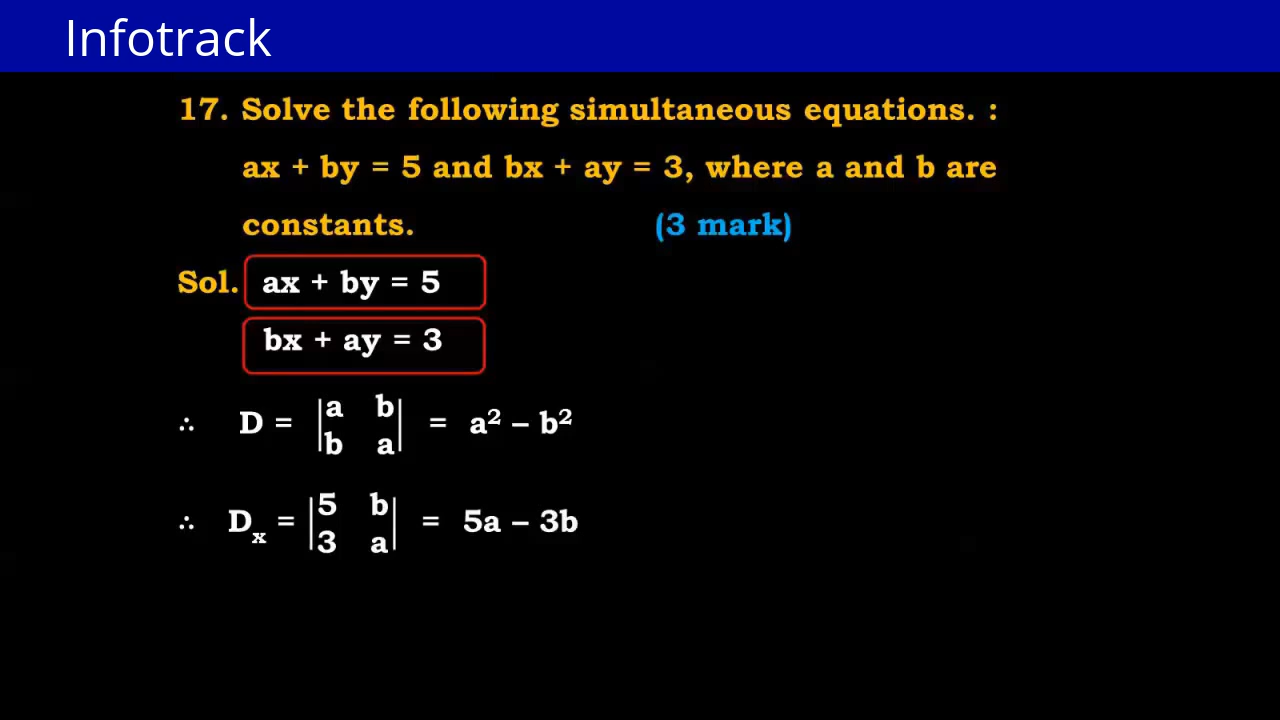 Infotrack
17. Solve the following simultaneous equations. :
ax + by = 5 and bx + ay = 3, where a and b are
constants. (3 mark)
Sol. ax + by = 5
bx + ay = 3
∴ D = |a b| = a² – b²
|b a|
∴ Dₓ = |5 b| = 5a – 3b
|3 a|